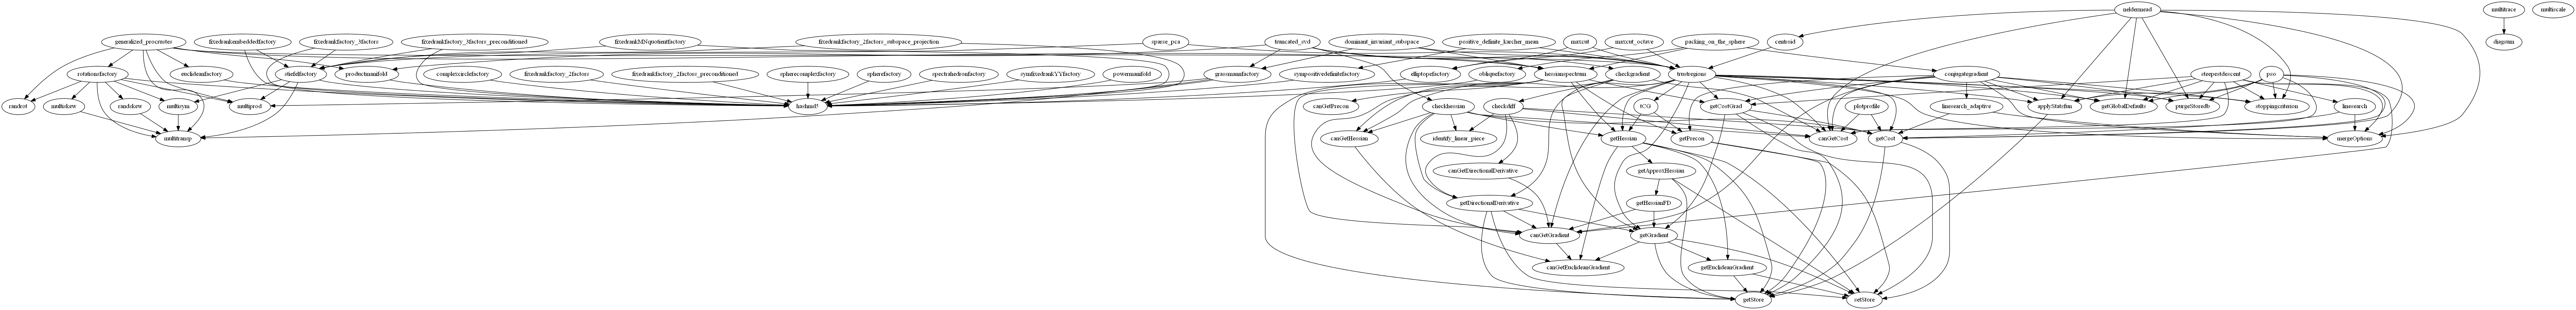 neldermead
multitrace
multiscale
generalized_procrustes
fixedrankembeddedfactory
fixedrankfactory_3factors
fixedrankfactory_3factors_preconditioned
fixedrankMNquotientfactory
fixedrankfactory_2factors_subspace_projection
sparse_pca
truncated_svd
dominant_invariant_subspace
positive_definite_karcher_mean
maxcut
maxcut_octave
packing_on_the_sphere
centroid
diagsum
rotationsfactory
euclideanfactory
stiefelfactory
productmanifold
complexcirclefactory
fixedrankfactory_2factors
fixedrankfactory_2factors_preconditioned
spherecomplexfactory
spherefactory
spectrahedronfactory
symfixedrankYYfactory
powermanifold
grassmannfactory
sympositivedefinitefactory
elliptopefactory
obliquefactory
hessianspectrum
checkgradient
trustregions
conjugategradient
steepestdescent
pso
randrot
multiskew
randskew
multisym
multiprod
hashmd5
canGetPrecon
checkhessian
checkdiff
tCG
getCostGrad
plotprofile
linesearch_adaptive
applyStatsfun
getGlobalDefaults
purgeStoredb
stoppingcriterion
linesearch
multitransp
canGetHessian
identify_linear_piece
getHessian
getPrecon
canGetCost
getCost
mergeOptions
canGetDirectionalDerivative
getApproxHessian
getDirectionalDerivative
getHessianFD
canGetGradient
getGradient
canGetEuclideanGradient
getEuclideanGradient
getStore
setStore